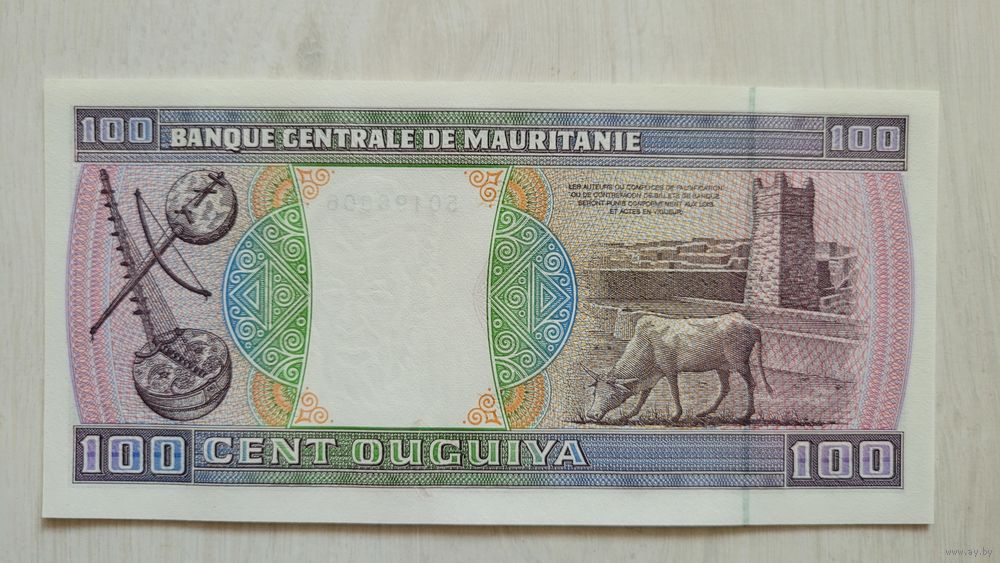 100 BANQUE CENTRALE DE MAURITANIE 100
LES AUTEURS OU COMPLICES DE FALSIFICATION
OU DE CONTREFAÇON DE BILLETS DE BANQUE
SERONT PUNIS CONFORMÉMENT AUX LOIS
ET ACTES EN VIGUEUR.
100 CENT OUGUIYA 100
www.ay.by